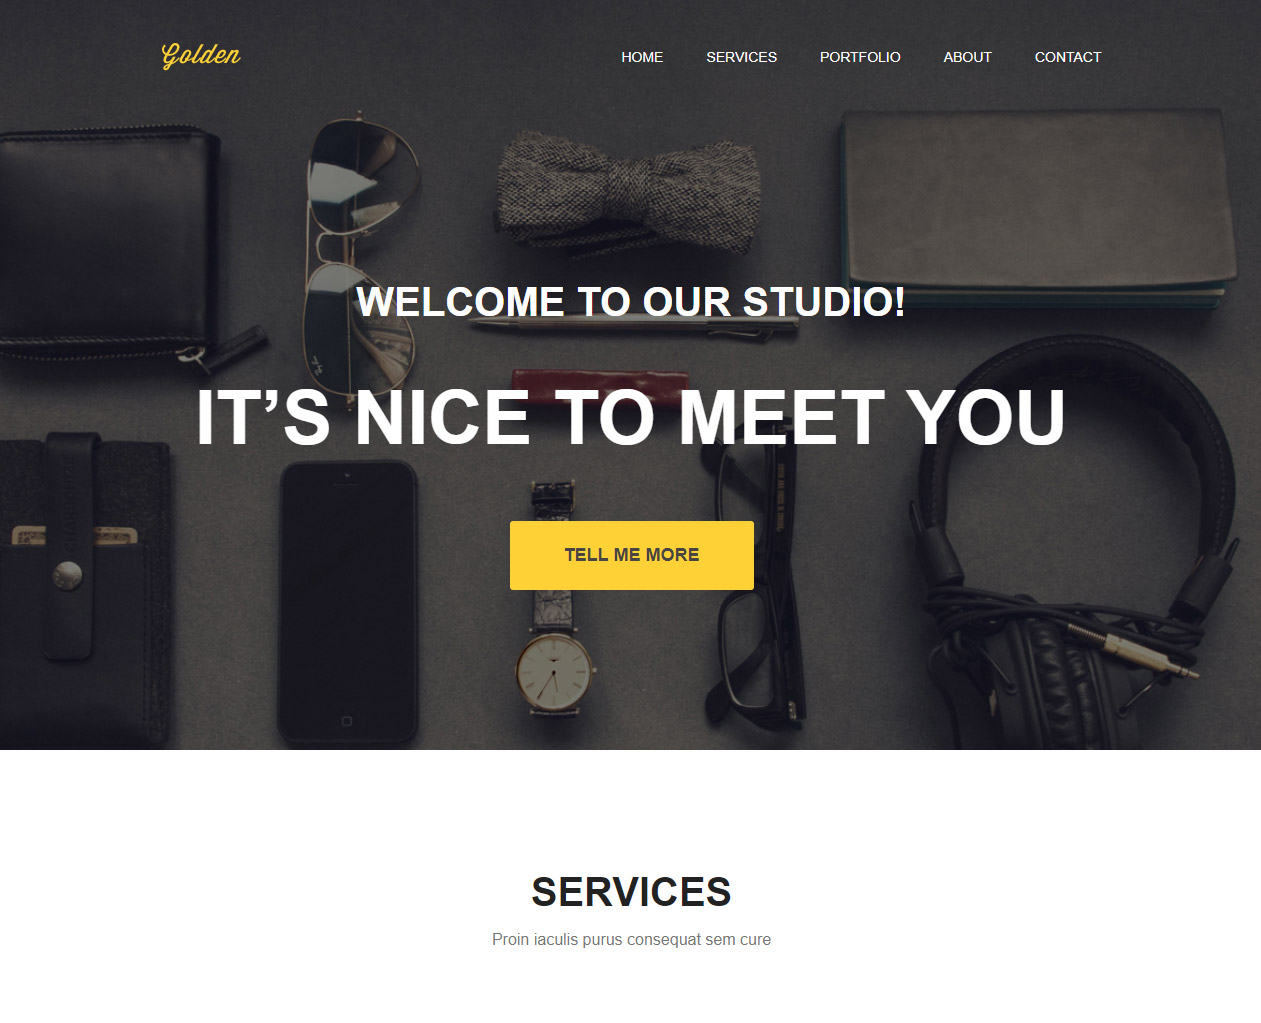 Golden
HOME SERVICES PORTFOLIO ABOUT CONTACT
WELCOME TO OUR STUDIO!
IT’S NICE TO MEET YOU
TELL ME MORE
SERVICES
Proin iaculis purus consequat sem cure